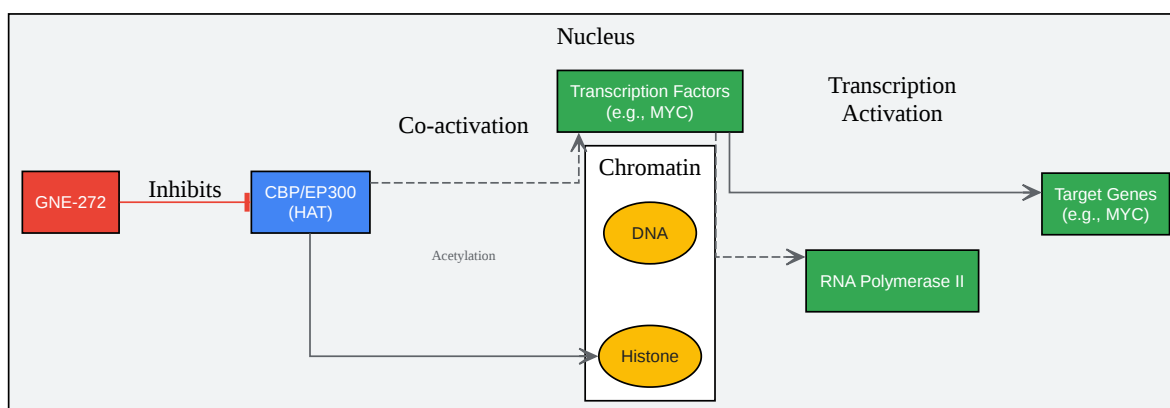 Nucleus
Transcription Factors
(e.g., MYC)
Transcription
Activation
Co-activation
Chromatin
GNE-272
Inhibits
CBP/EP300
(HAT)
Target Genes
(e.g., MYC)
DNA
Acetylation
RNA Polymerase II
Histone